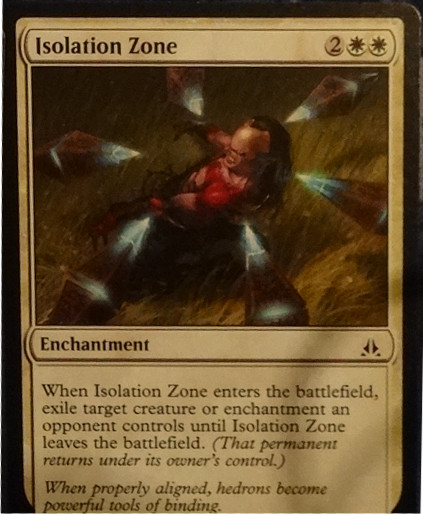 Isolation Zone 2
Enchantment
When Isolation Zone enters the battlefield,
exile target creature or enchantment an
opponent controls until Isolation Zone
leaves the battlefield. (That permanent
returns under its owner's control.)
When properly aligned, hedrons become
powerful tools of binding.